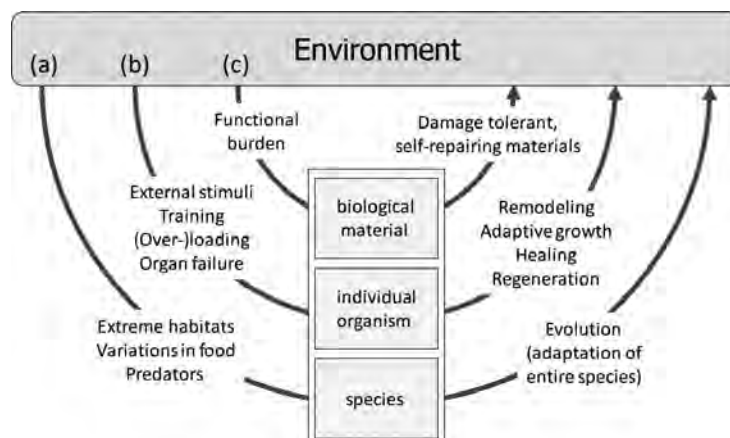 Environment
(a)
(b)
(c)
Functional
burden
Damage tolerant,
self-repairing materials
External stimuli
Training
(Over-)loading
Organ failure
biological
material
Remodeling
Adaptive growth
Healing
Regeneration
individual
organism
Extreme habitats
Variations in food
Predators
Evolution
(adaptation of
entire species)
species